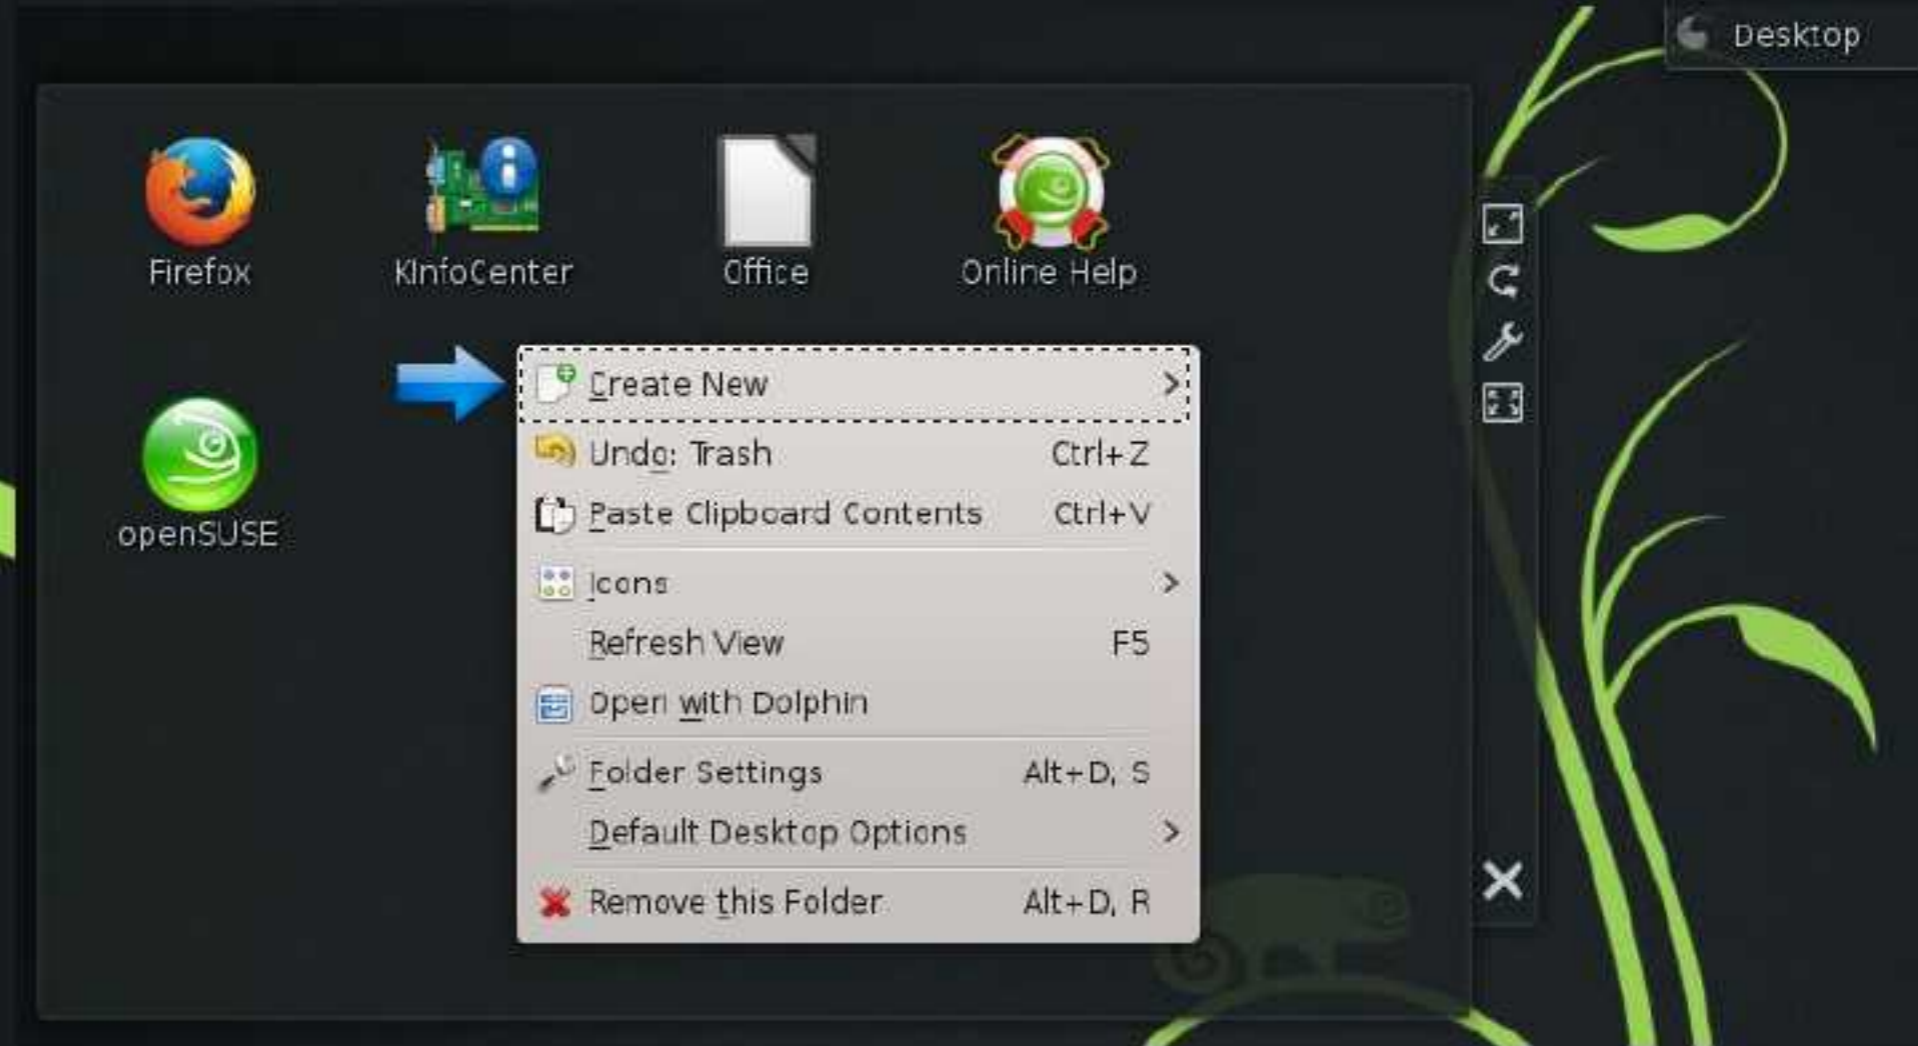 Desktop
Firefox
KInfoCenter
Office
Online Help
openSUSE
Create New
Undo: Trash Ctrl+Z
Paste Clipboard Contents Ctrl+V
Icons
Refresh View F5
Open with Dolphin
Folder Settings Alt+D, S
Default Desktop Options
Remove this Folder Alt+D, R